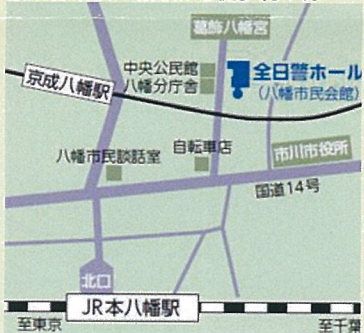 葛飾八幡宮
中央公民館
八幡分庁舎
全日警ホール
(八幡市民会館)
京成八幡駅
八幡市民談話室
自転車店
市川市役所
国道14号
北口
JR本八幡駅
至東京
至千葉